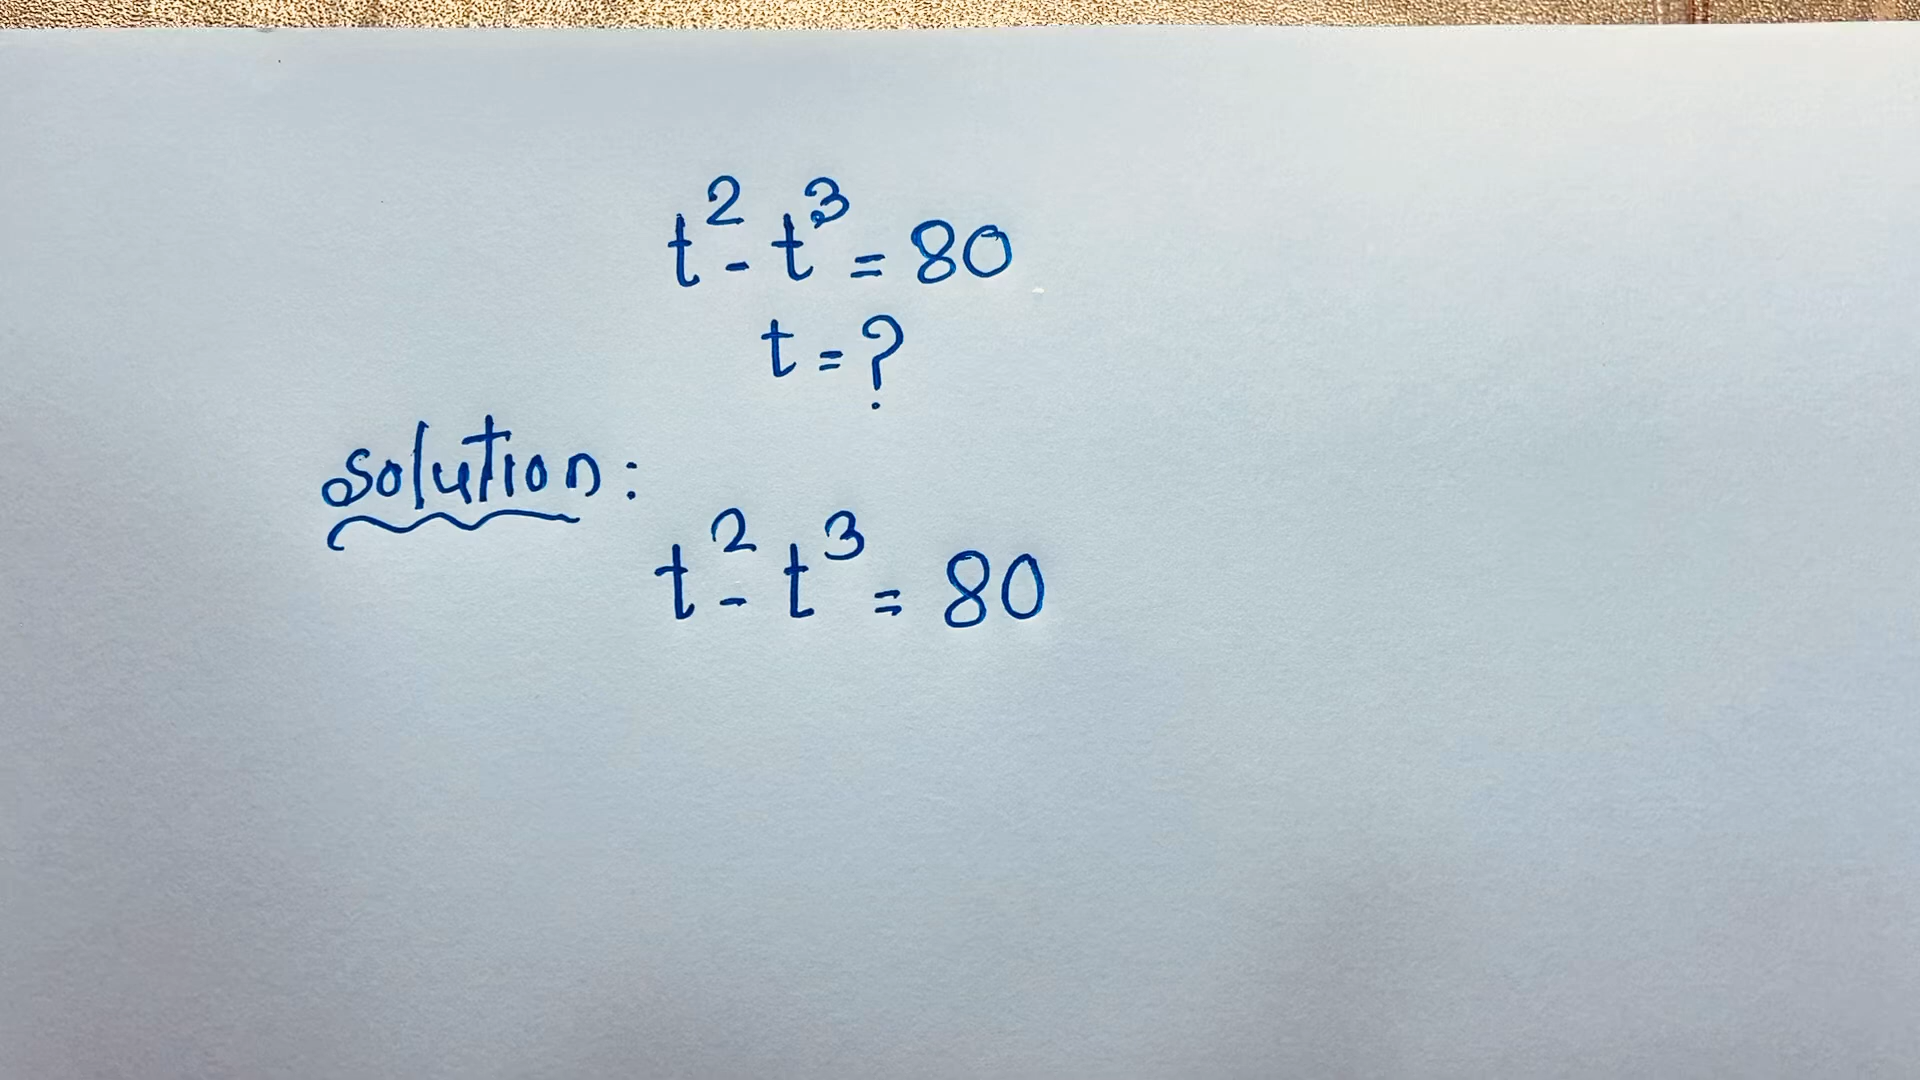 t² - t³ = 80
t = ?
solution:
t² - t³ = 80